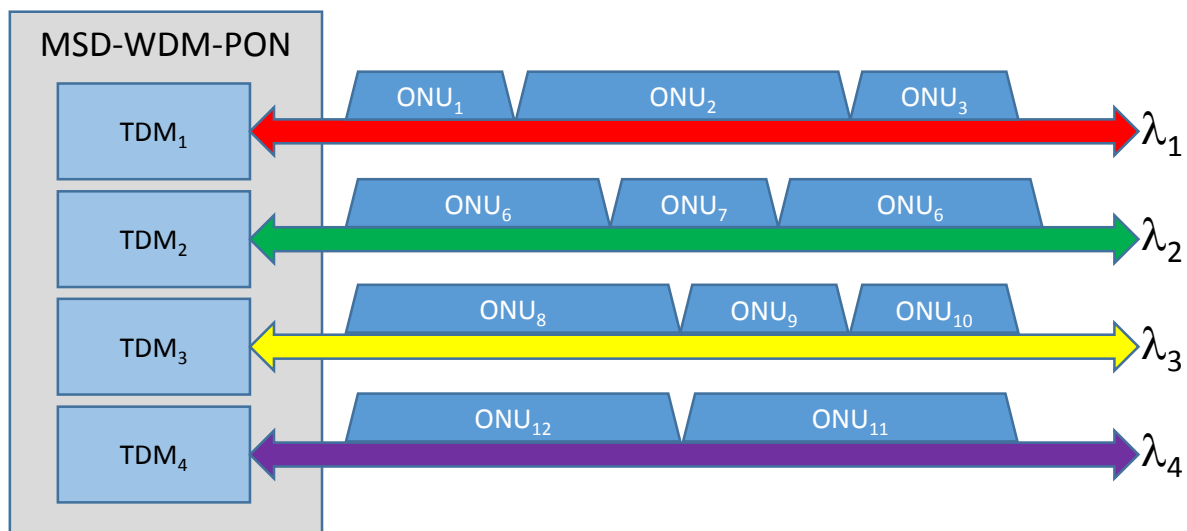 MSD-WDM-PON
TDM₁
ONU₁ ONU₂ ONU₃
λ₁
TDM₂
ONU₆ ONU₇ ONU₆
λ₂
TDM₃
ONU₈ ONU₉ ONU₁₀
λ₃
TDM₄
ONU₁₂ ONU₁₁
λ₄